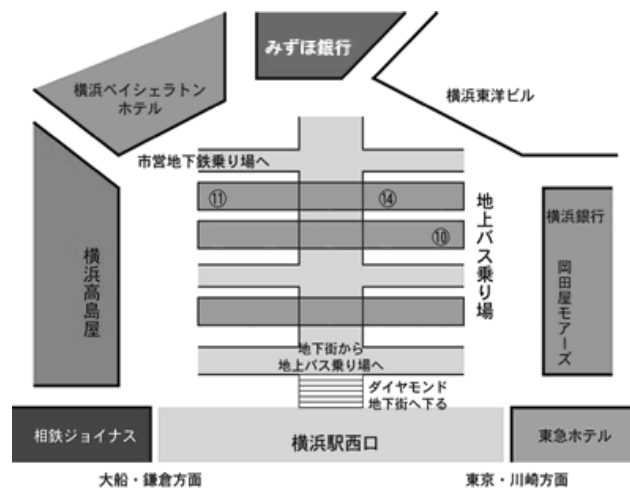 みずほ銀行
横浜ベイシェラトン
ホテル
横浜東洋ビル
市営地下鉄乗り場へ
⑪
⑭
⑩
地上バス乗り場
横浜銀行
岡田屋モアーズ
横浜高島屋
地下街から
地上バス乗り場へ
ダイヤモンド
地下街へ下る
相鉄ジョイナス
横浜駅西口
東急ホテル
大船・鎌倉方面
東京・川崎方面